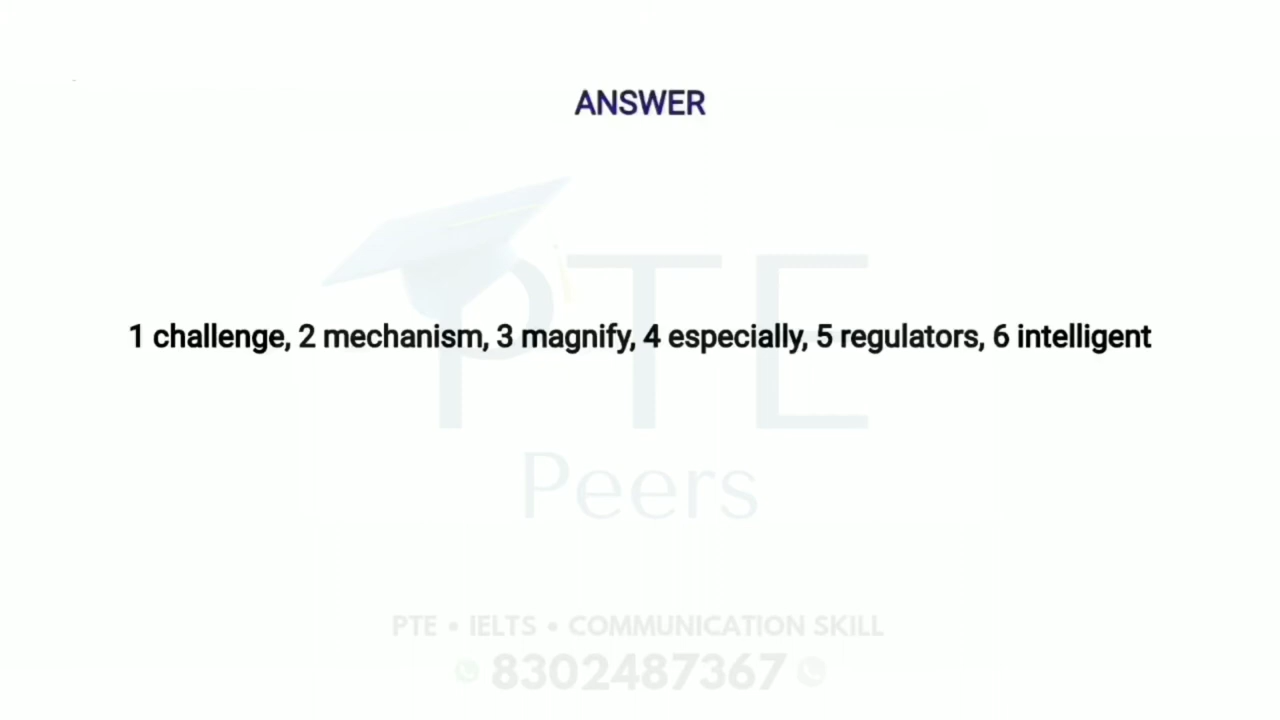 ANSWER
PTE
1 challenge, 2 mechanism, 3 magnify, 4 especially, 5 regulators, 6 intelligent
Peers
PTE • IELTS • COMMUNICATION SKILL
8302487367